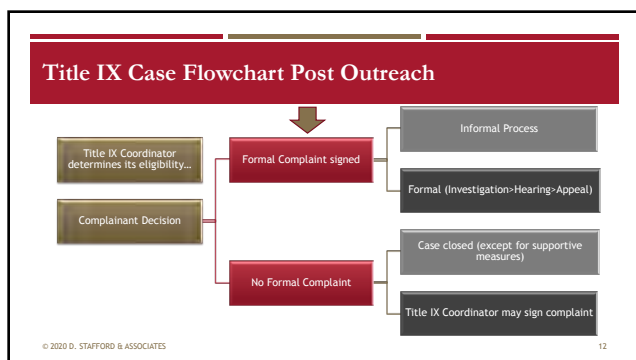 Title IX Case Flowchart Post Outreach
Title IX Coordinator
determines its eligibility…
Complainant Decision
Formal Complaint signed
Informal Process
Formal (Investigation>Hearing>Appeal)
No Formal Complaint
Case closed (except for supportive
measures)
Title IX Coordinator may sign complaint
© 2020 D. STAFFORD & ASSOCIATES
12